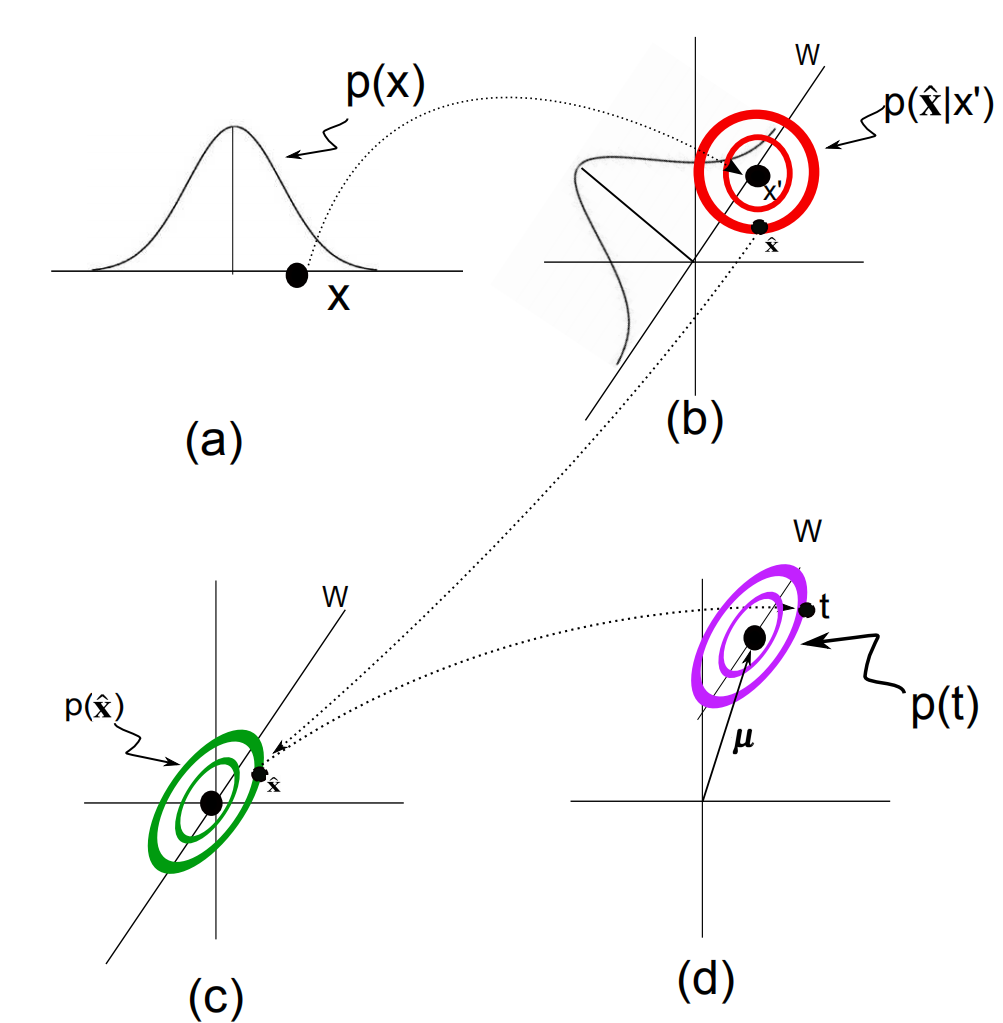 p(x)
x
(a)
W
p(x̂|x')
x'
x̂
(b)
W
p(x̂)
x̂
(c)
W
t
p(t)
μ
(d)